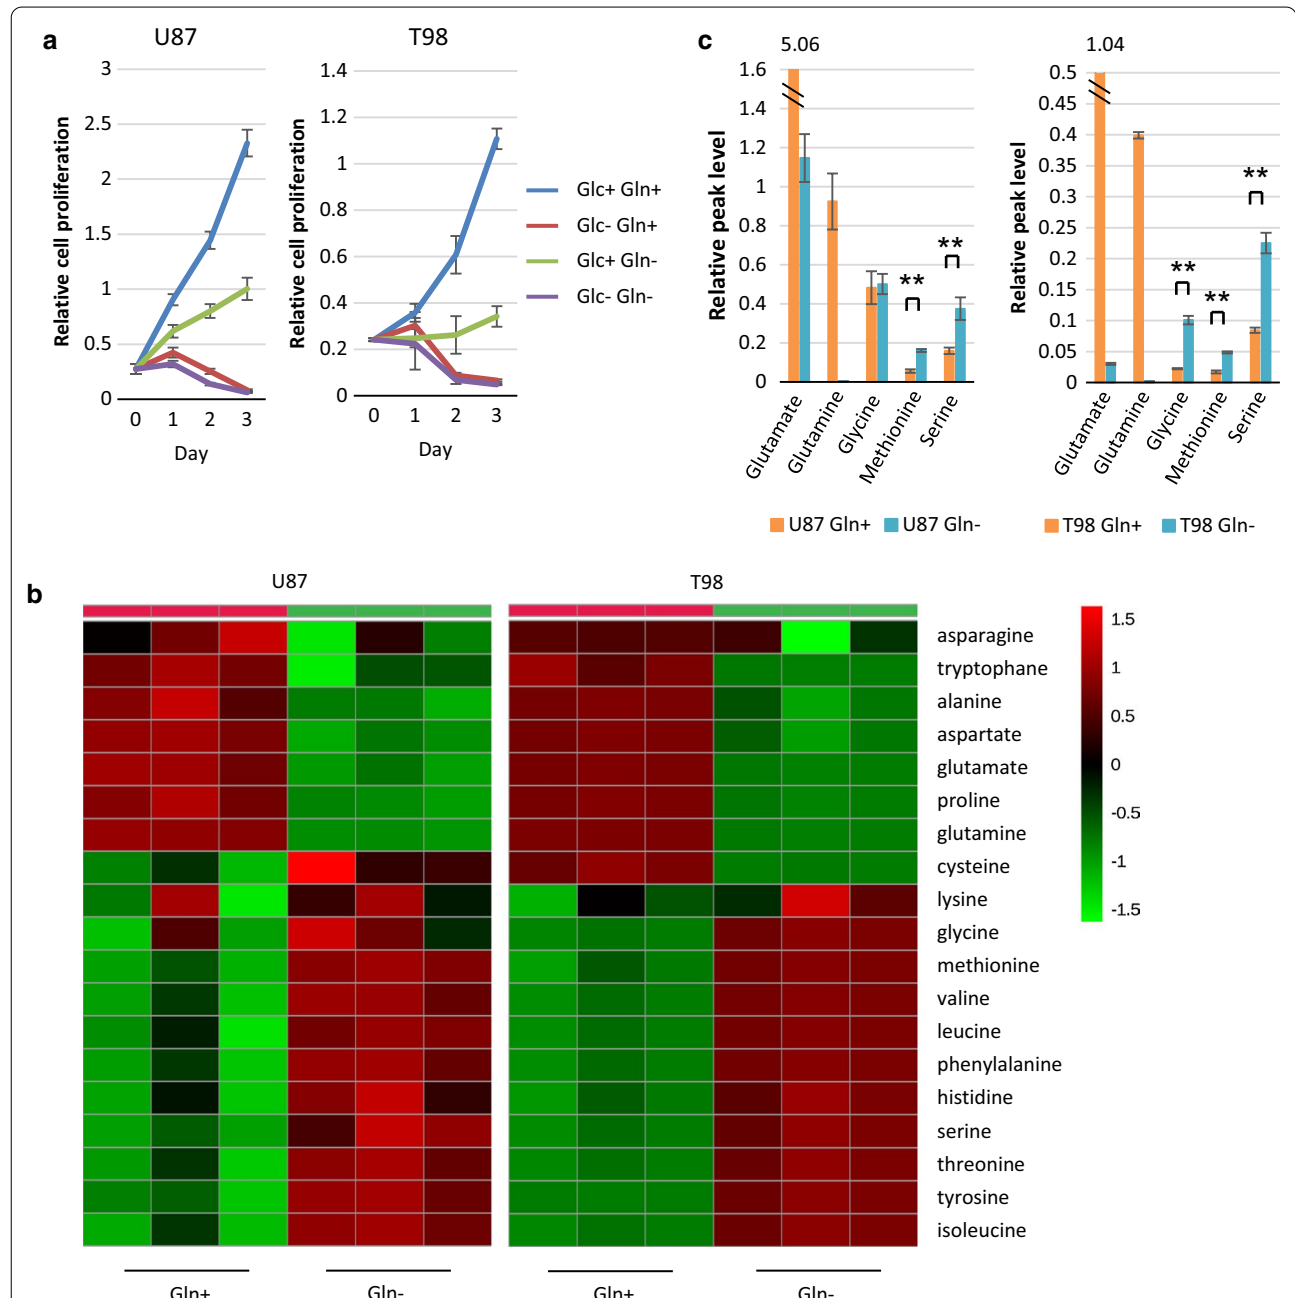 a
U87
T98
3
2.5
2
1.5
1
0.5
0
Relative cell proliferation
0 1 2 3
Day
1.4
1.2
1
0.8
0.6
0.4
0.2
0
Relative cell proliferation
0 1 2 3
Day
Glc+ Gln+
Glc- Gln+
Glc+ Gln-
Glc- Gln-
c
5.06
1.6
1.4
1.2
1
0.8
0.6
0.4
0.2
0
Relative peak level
**
**
Glutamate
Glutamine
Glycine
Methionine
Serine
U87 Gln+ U87 Gln-
1.04
0.5
0.45
0.4
0.35
0.3
0.25
0.2
0.15
0.1
0.05
0
Relative peak level
**
**
**
Glutamate
Glutamine
Glycine
Methionine
Serine
T98 Gln+ T98 Gln-
b
U87
T98
asparagine
tryptophane
alanine
aspartate
glutamate
proline
glutamine
cysteine
lysine
glycine
methionine
valine
leucine
phenylalanine
histidine
serine
threonine
tyrosine
isoleucine
1.5
1
0.5
0
-0.5
-1
-1.5
Gln+ Gln- Gln+ Gln-